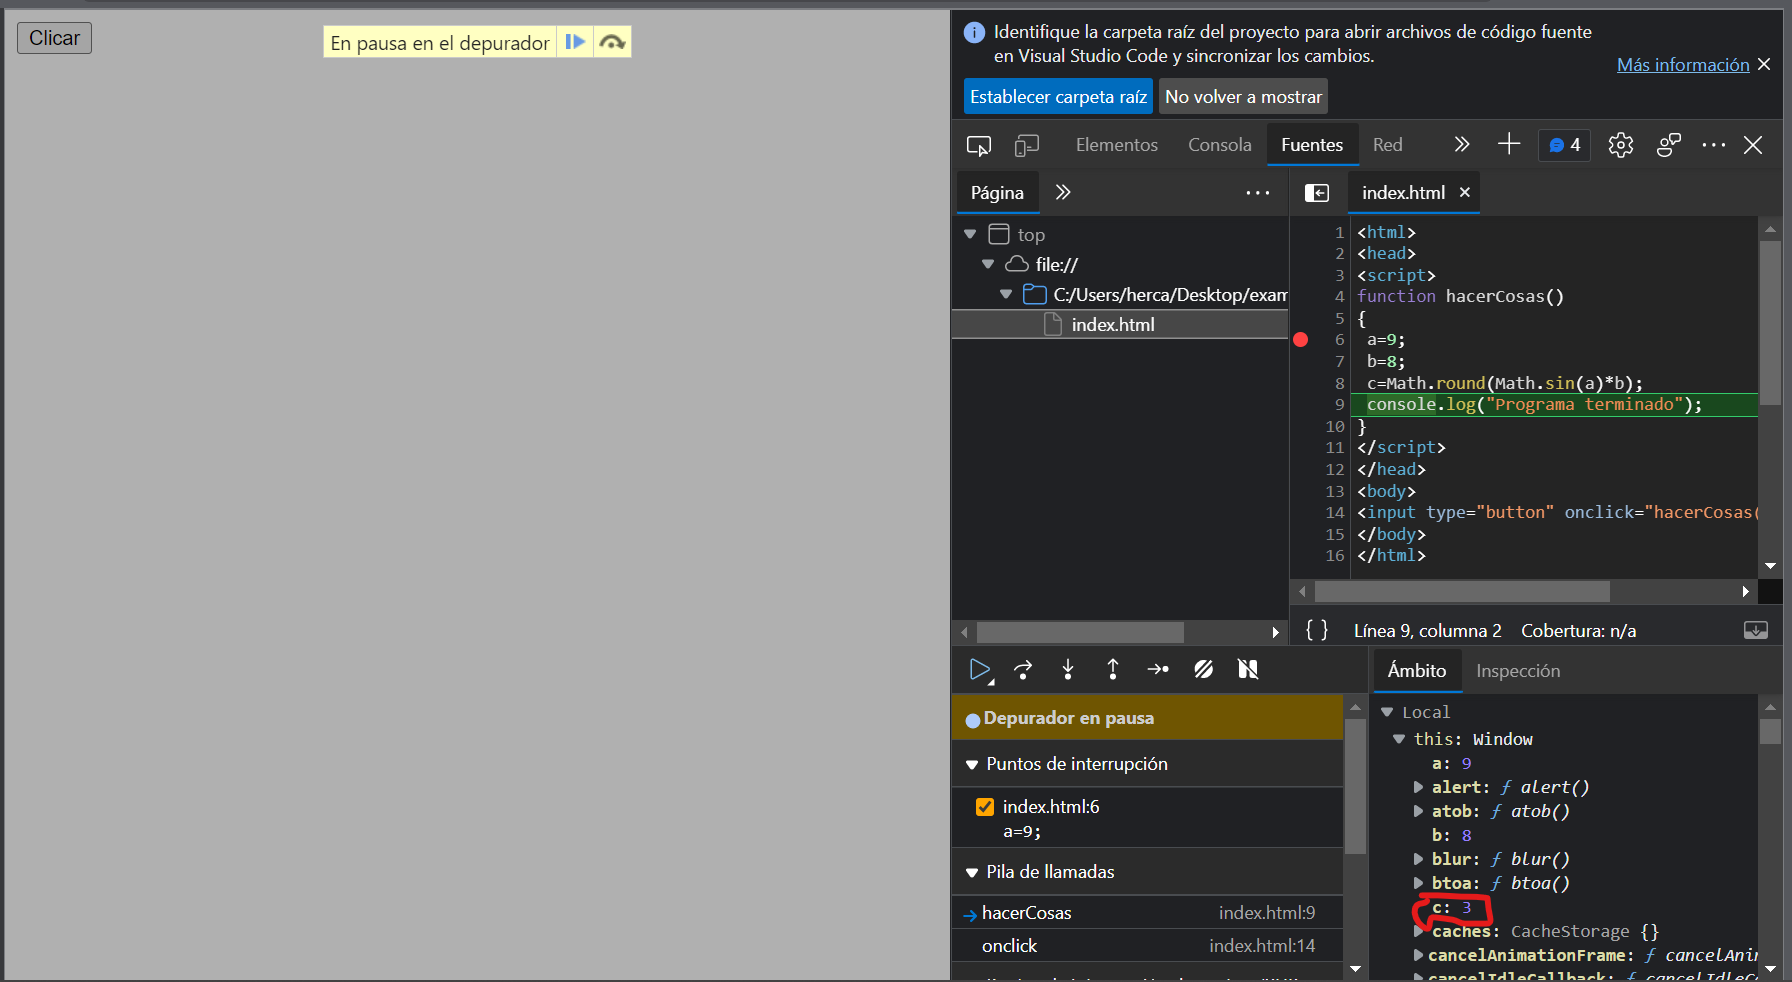 Clicar
En pausa en el depurador
Identifique la carpeta raíz del proyecto para abrir archivos de código fuente
en Visual Studio Code y sincronizar los cambios.
Más información
Establecer carpeta raíz
No volver a mostrar
Elementos
Consola
Fuentes
Red
4
Página
index.html
top
file://
C:/Users/herca/Desktop/exam
index.html
1 <html>
2 <head>
3 <script>
4 function hacerCosas()
5 {
6 a=9;
7 b=8;
8 c=Math.round(Math.sin(a)*b);
9 console.log("Programa terminado");
10 }
11 </script>
12 </head>
13 <body>
14 <input type="button" onclick="hacerCosas(
15 </body>
16 </html>
{ } Línea 9, columna 2 Cobertura: n/a
Depurador en pausa
Puntos de interrupción
index.html:6
a=9;
Pila de llamadas
hacerCosas index.html:9
onclick index.html:14
Ámbito
Inspección
Local
this: Window
a: 9
alert: ƒ alert()
atob: ƒ atob()
b: 8
blur: ƒ blur()
btoa: ƒ btoa()
c: 3
caches: CacheStorage {}
cancelAnimationFrame: ƒ cancelAni
cancelIdleCallback: ƒ cancelIdleC